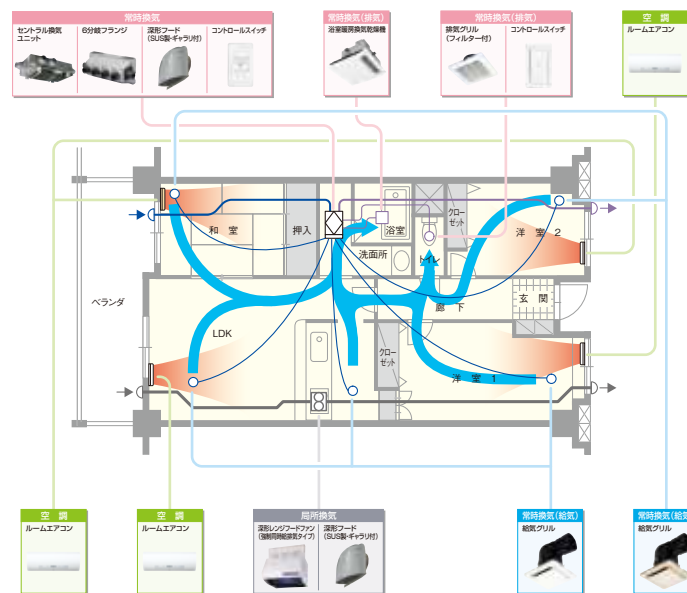 常時換気
セントラル換気
ユニット
6分岐フランジ
深形フード
(SUS製・ギャラリ付)
コントロールスイッチ
常時換気(排気)
浴室暖房換気乾燥機
常時換気(排気)
排気グリル
(フィルター付)
コントロールスイッチ
空 調
ルームエアコン
和 室
押入
浴室
洗面所
トイレ
クロー
ゼット
洋 室 2
ベランダ
LDK
廊 下
玄 関
クロー
ゼット
洋 室 1
空 調
ルームエアコン
空 調
ルームエアコン
局所換気
深形レンジフードファン
(強制同時給排気タイプ)
深形フード
(SUS製・ギャラリ付)
常時換気(給気)
給気グリル
常時換気(給気
給気グリル